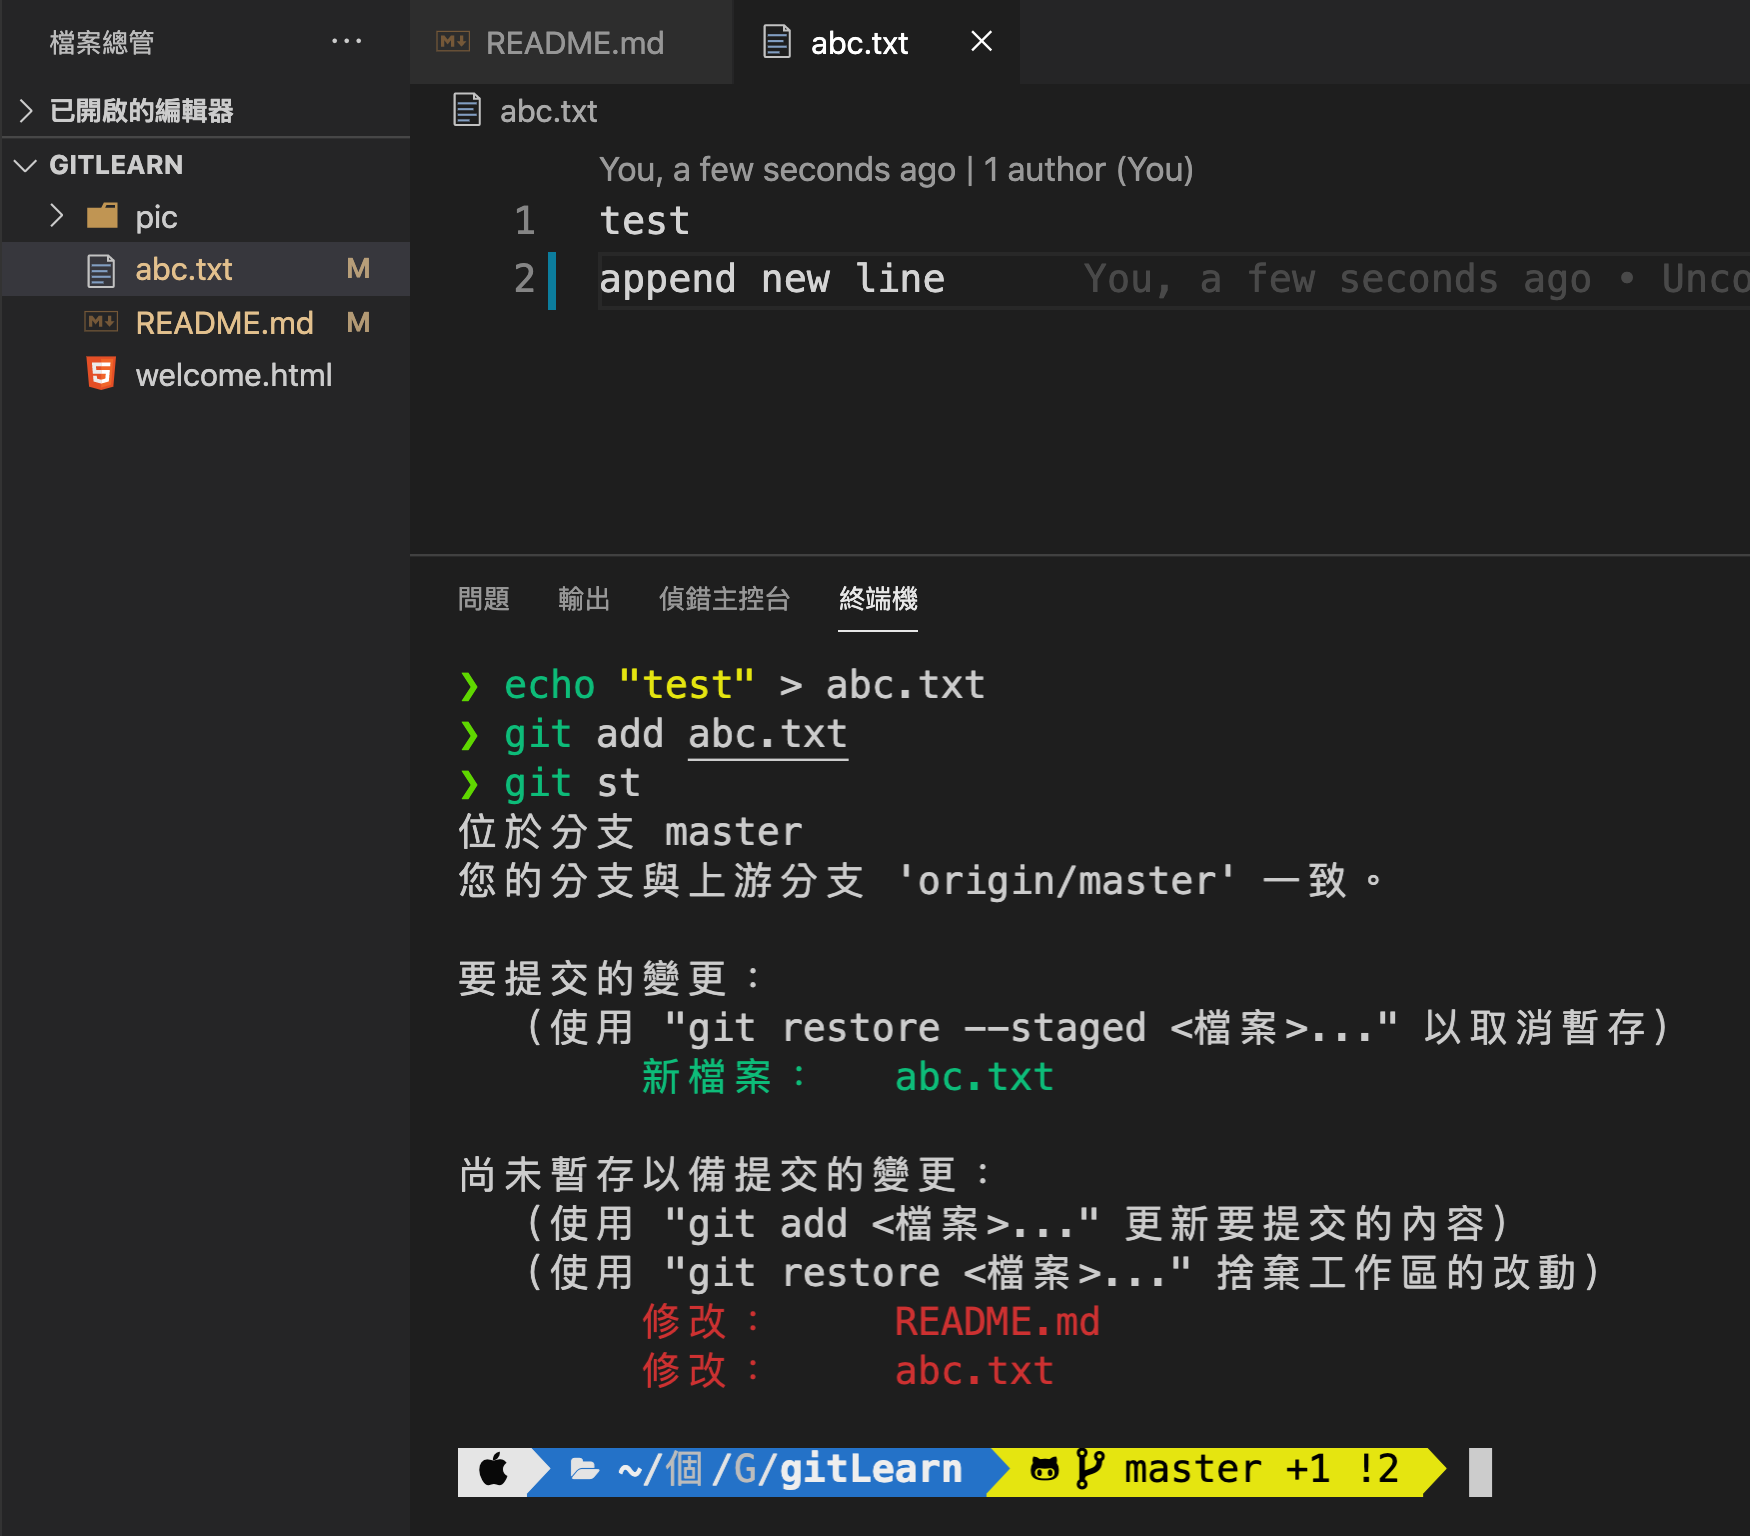 檔案總管 ...
已開啟的編輯器
GITLEARN
pic
abc.txt M
README.md M
welcome.html
README.md
abc.txt
abc.txt
You, a few seconds ago | 1 author (You)
1 test
2 append new line You, a few seconds ago • Unco
問題 輸出 偵錯主控台 終端機
❯ echo "test" > abc.txt
❯ git add abc.txt
❯ git st
位於分支 master
您的分支與上游分支 'origin/master' 一致。
要提交的變更：
（使用 "git restore --staged <檔案>..." 以取消暫存）
新檔案： abc.txt
尚未暫存以備提交的變更：
（使用 "git add <檔案>..." 更新要提交的內容）
（使用 "git restore <檔案>..." 捨棄工作區的改動）
修改： README.md
修改： abc.txt
~/個/G/gitLearn master +1 !2